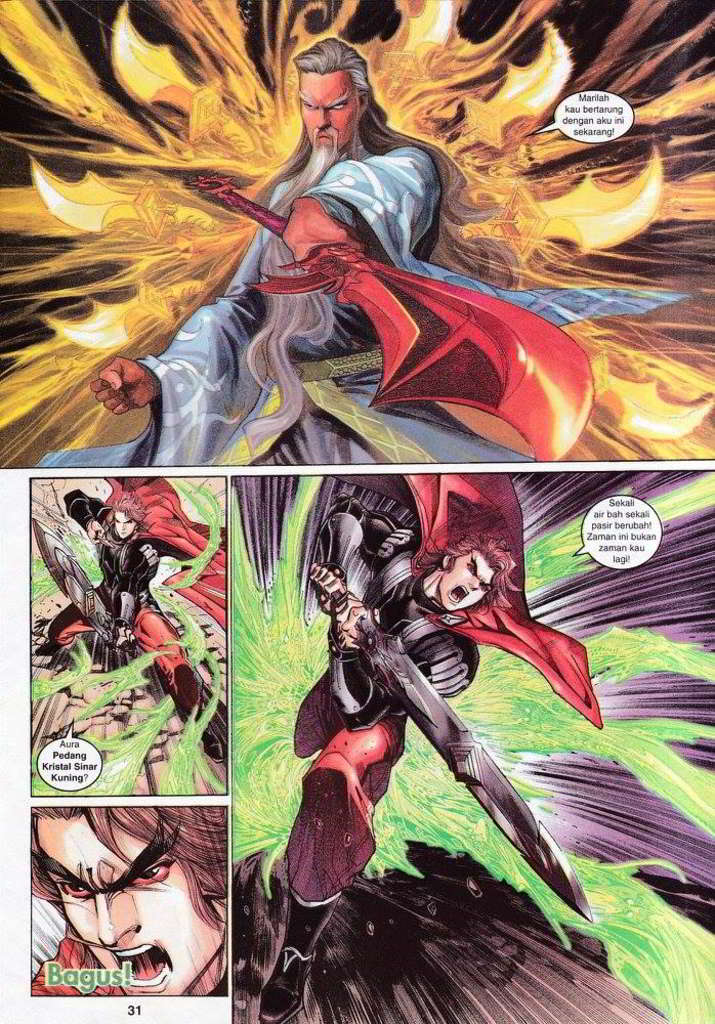 Marilah
kau bertarung
dengan aku ini
sekarang!
Aura
Pedang
Kristal Sinar
Kuning?
Sekali
air bah sekali
pasir berubah!
Zaman ini bukan
zaman kau
lagi!
Bagus!
31